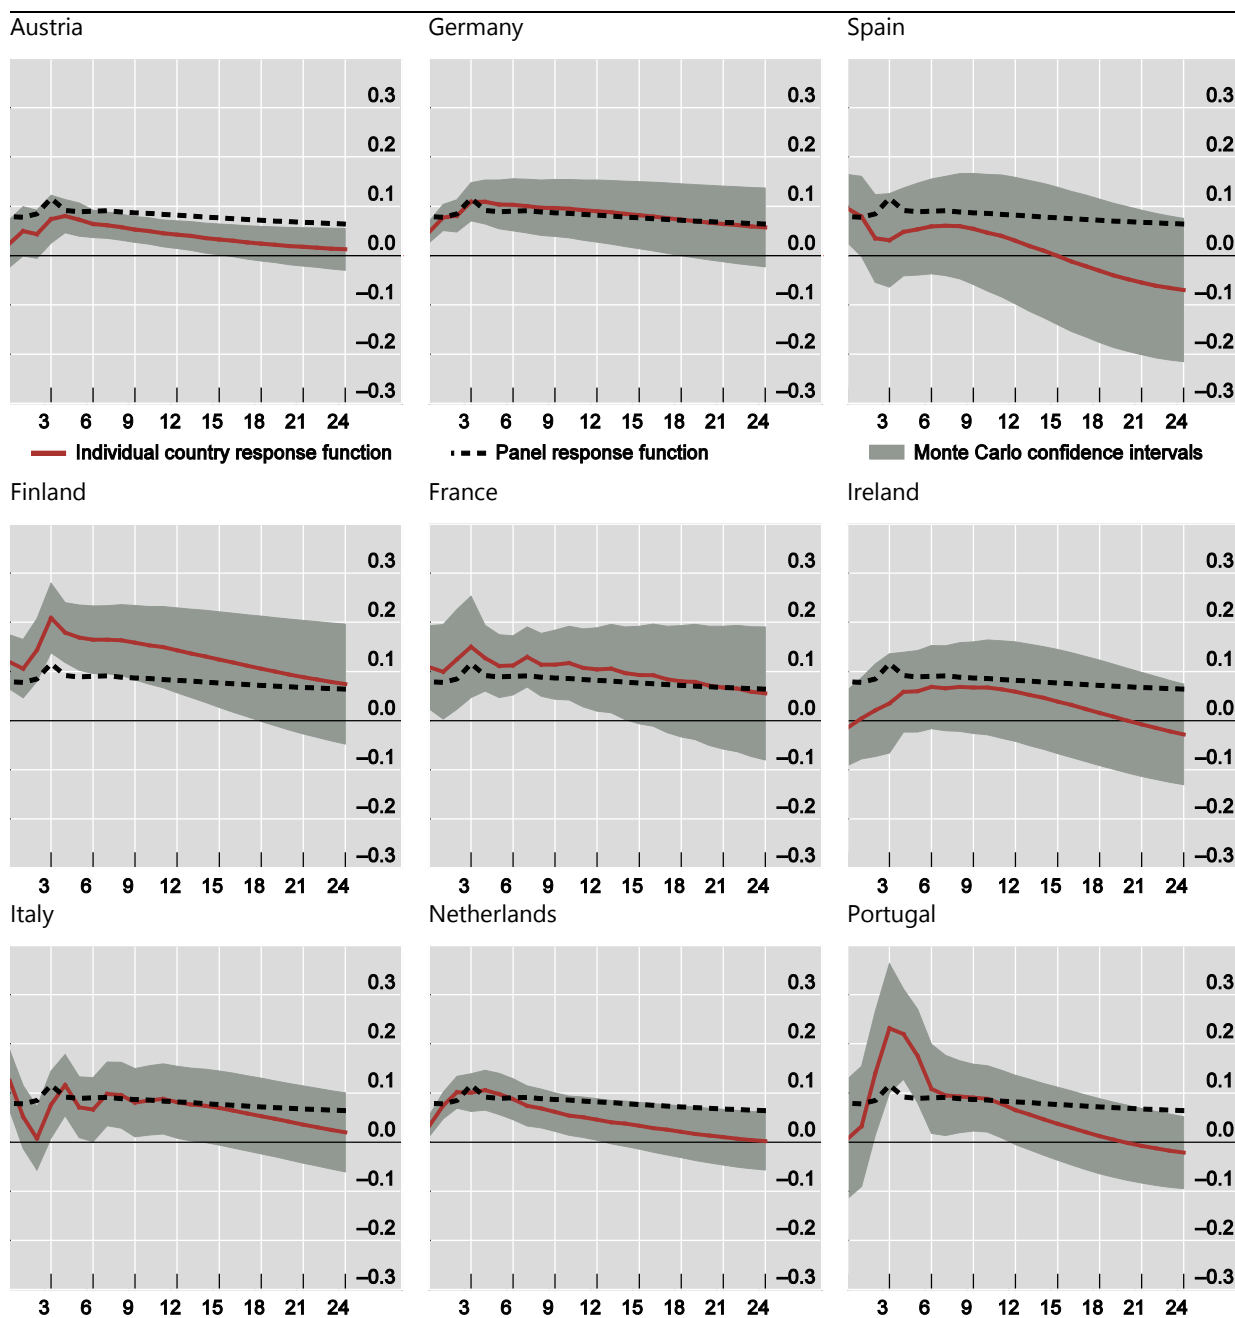 Austria
Germany
Spain
0.3 0.3 0.3
0.2 0.2 0.2
0.1 0.1 0.1
0.0 0.0 0.0
–0.1 –0.1 –0.1
–0.2 –0.2 –0.2
–0.3 –0.3 –0.3
3 6 9 12 15 18 21 24 3 6 9 12 15 18 21 24 3 6 9 12 15 18 21 24
Individual country response function
Panel response function
Monte Carlo confidence intervals
Finland
France
Ireland
0.3 0.3 0.3
0.2 0.2 0.2
0.1 0.1 0.1
0.0 0.0 0.0
–0.1 –0.1 –0.1
–0.2 –0.2 –0.2
–0.3 –0.3 –0.3
3 6 9 12 15 18 21 24 3 6 9 12 15 18 21 24 3 6 9 12 15 18 21 24
Italy
Netherlands
Portugal
0.3 0.3 0.3
0.2 0.2 0.2
0.1 0.1 0.1
0.0 0.0 0.0
–0.1 –0.1 –0.1
–0.2 –0.2 –0.2
–0.3 –0.3 –0.3
3 6 9 12 15 18 21 24 3 6 9 12 15 18 21 24 3 6 9 12 15 18 21 24